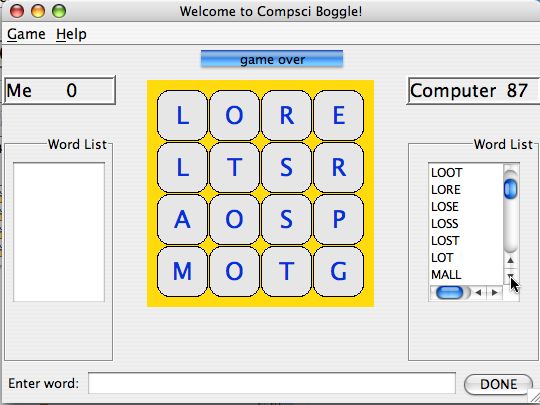 Welcome to Compsci Boggle!
Game Help
game over
Me 0
Computer 87
Word List
Word List
L O R E
L T S R
A O S P
M O T G
LOOT
LORE
LOSE
LOSS
LOST
LOT
MALL
Enter word:
DONE